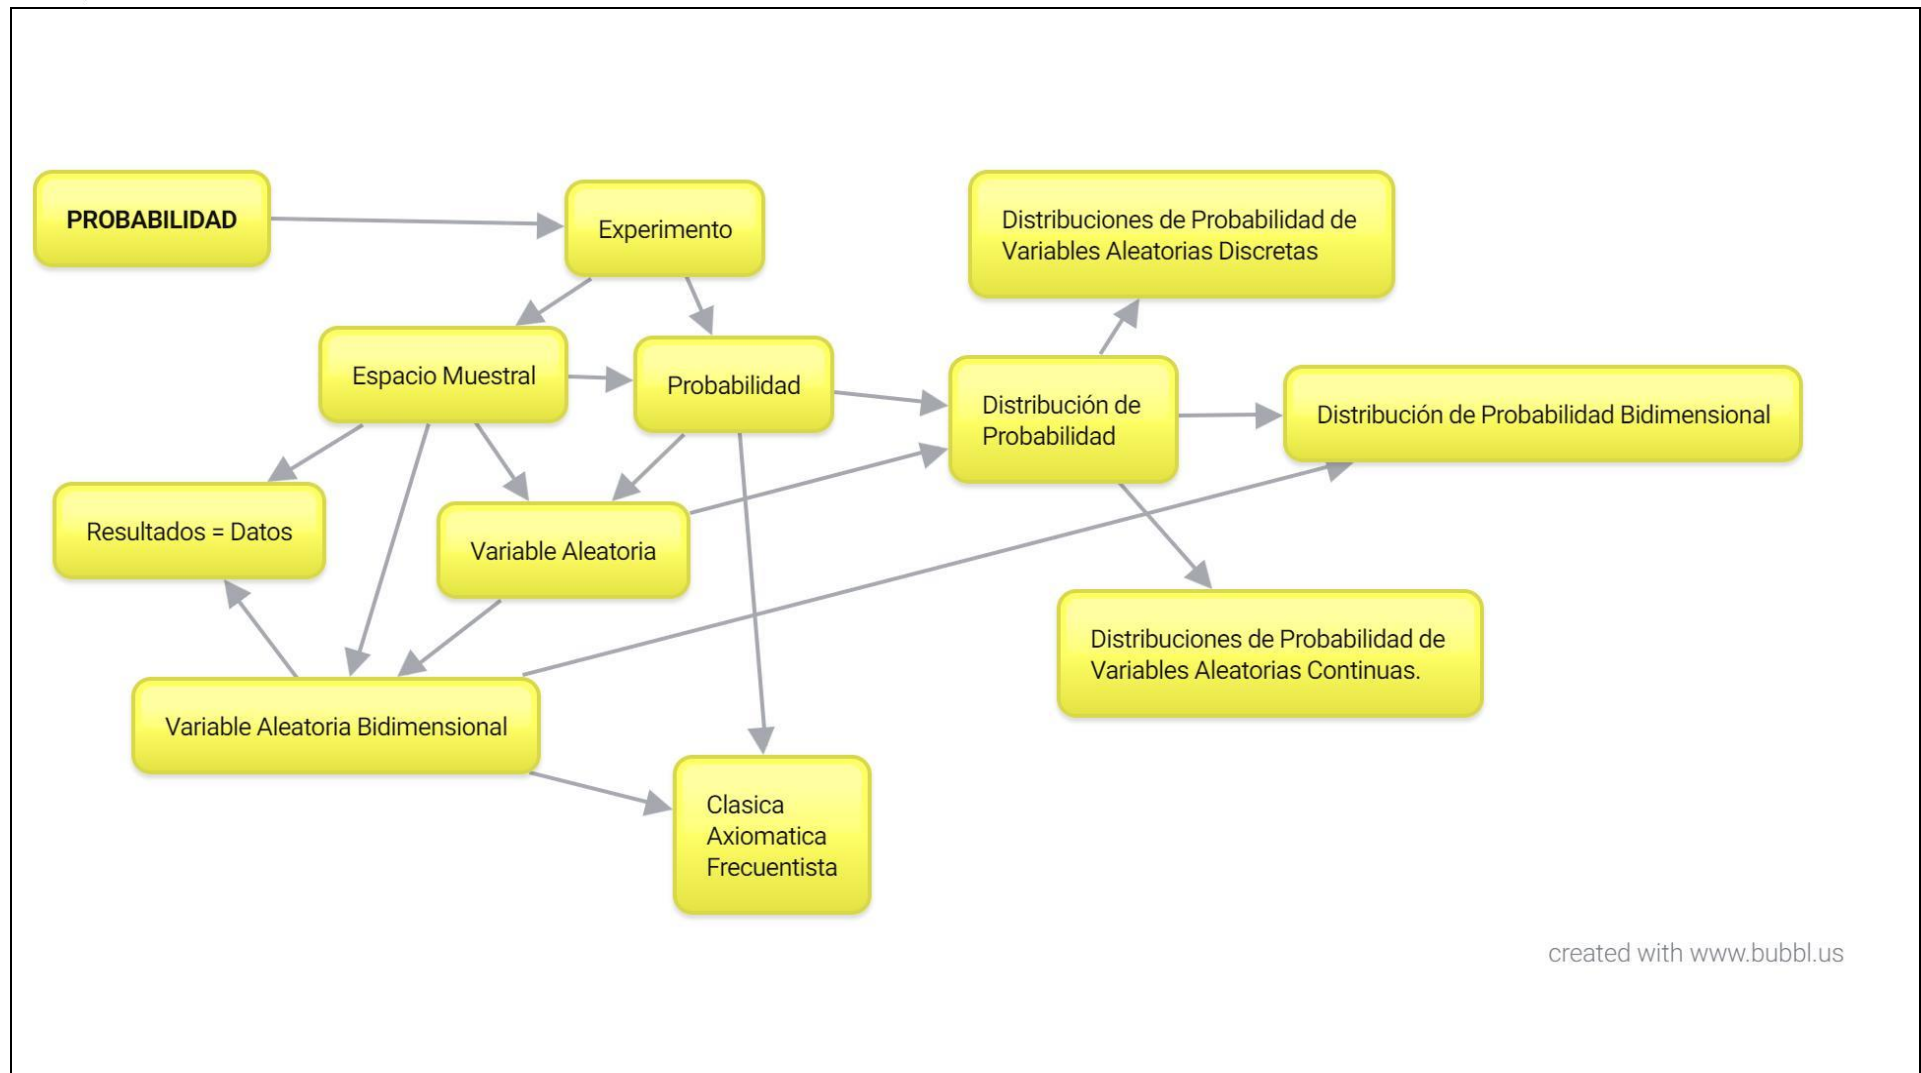 PROBABILIDAD
Experimento
Distribuciones de Probabilidad de
Variables Aleatorias Discretas
Espacio Muestral
Probabilidad
Distribución de
Probabilidad
Distribución de Probabilidad Bidimensional
Resultados = Datos
Variable Aleatoria
Distribuciones de Probabilidad de
Variables Aleatorias Continuas.
Variable Aleatoria Bidimensional
Clasica
Axiomatica
Frecuentista
created with www.bubbl.us